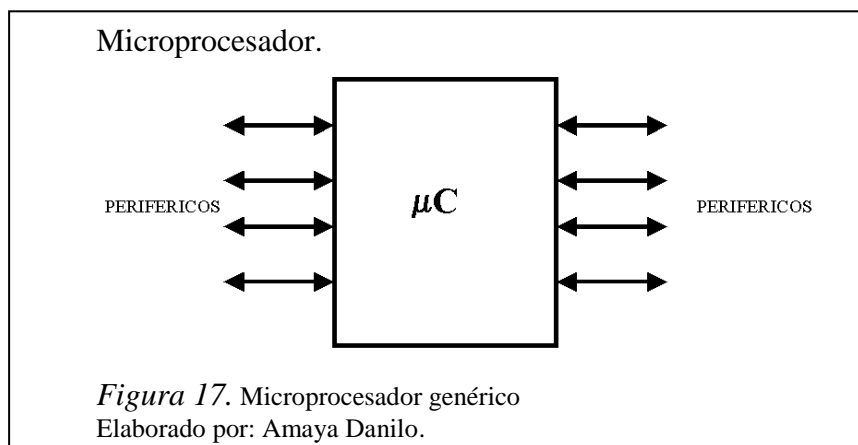 Microprocesador.
PERIFERICOS
μC
PERIFERICOS
Figura 17. Microprocesador genérico
Elaborado por: Amaya Danilo.